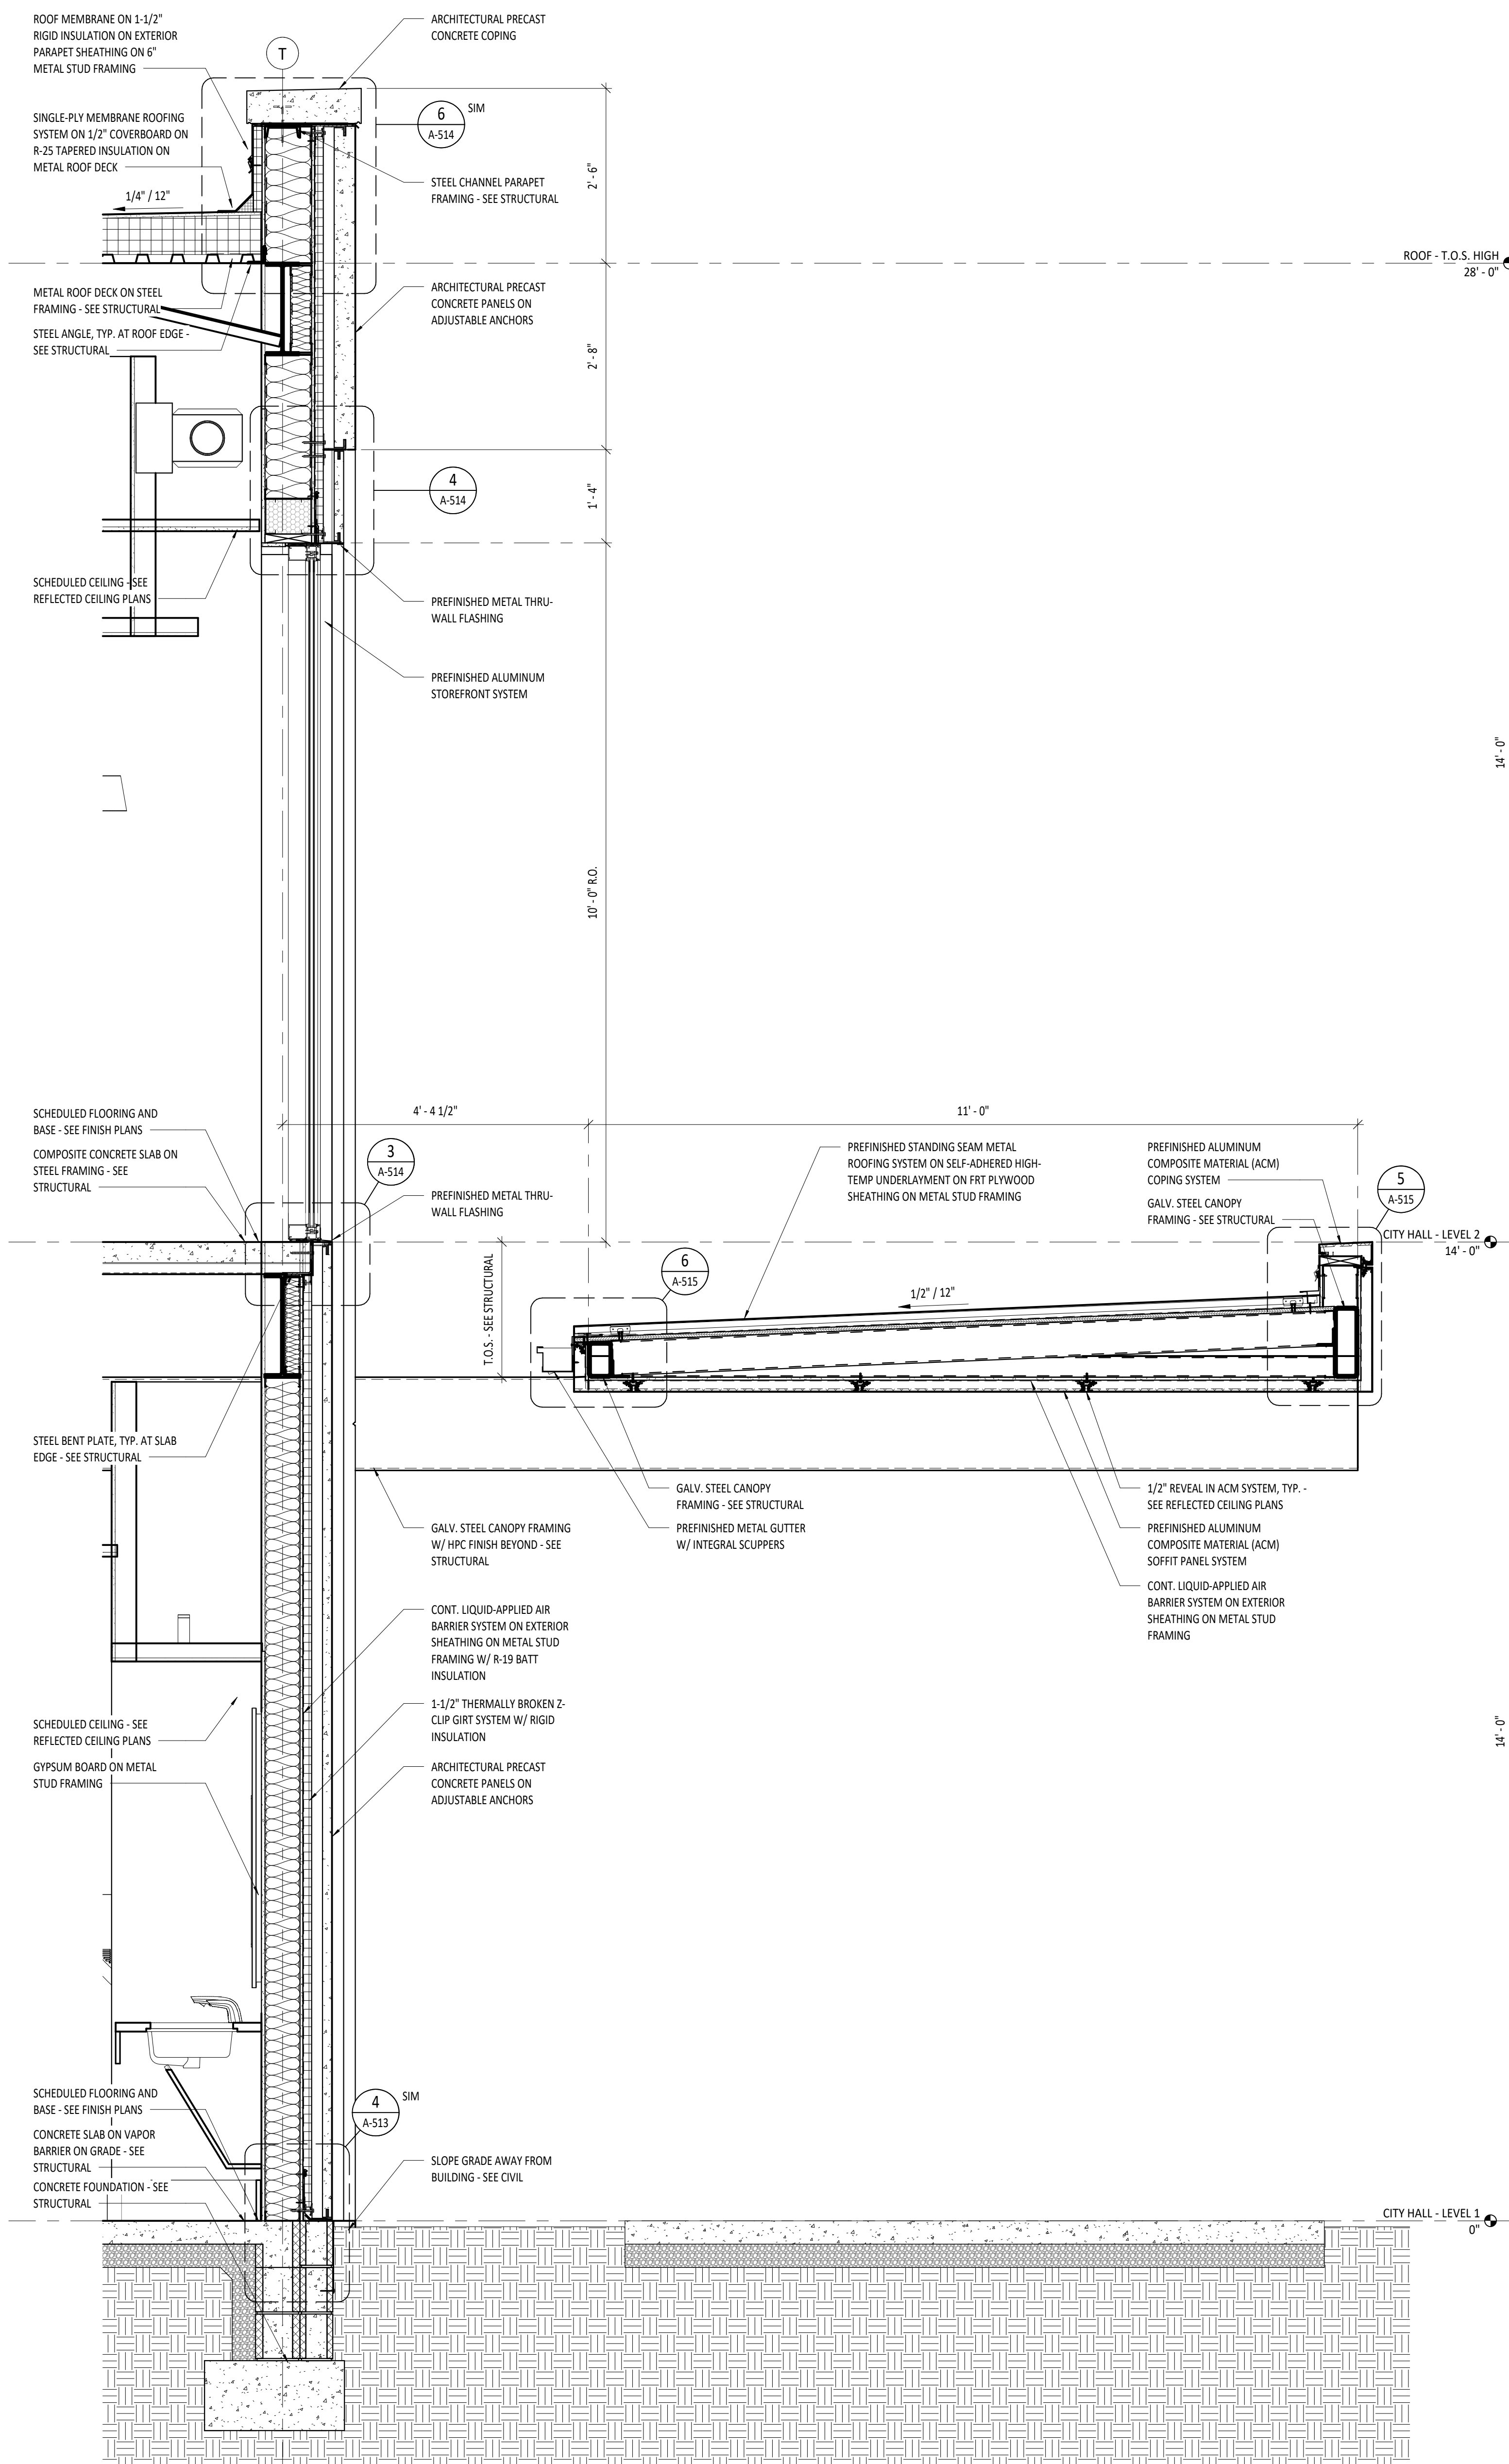 ROOF MEMBRANE ON 1-1/2"
RIGID INSULATION ON EXTERIOR
PARAPET SHEATHING ON 6"
METAL STUD FRAMING
ARCHITECTURAL PRECAST
CONCRETE COPING
T
6
A-514
SIM
SINGLE-PLY MEMBRANE ROOFING
SYSTEM ON 1/2" COVERBOARD ON
R-25 TAPERED INSULATION ON
METAL ROOF DECK
1/4" / 12"
STEEL CHANNEL PARAPET
FRAMING - SEE STRUCTURAL
2' - 6"
ROOF - T.O.S. HIGH
28' - 0"
METAL ROOF DECK ON STEEL
FRAMING - SEE STRUCTURAL
STEEL ANGLE, TYP. AT ROOF EDGE -
SEE STRUCTURAL
ARCHITECTURAL PRECAST
CONCRETE PANELS ON
ADJUSTABLE ANCHORS
2' - 8"
4
A-514
1' - 4"
SCHEDULED CEILING - SEE
REFLECTED CEILING PLANS
PREFINISHED METAL THRU-
WALL FLASHING
PREFINISHED ALUMINUM
STOREFRONT SYSTEM
14' - 0"
10' - 0" R.O.
SCHEDULED FLOORING AND
BASE - SEE FINISH PLANS
COMPOSITE CONCRETE SLAB ON
STEEL FRAMING - SEE
STRUCTURAL
4' - 4 1/2"
11' - 0"
3
A-514
PREFINISHED METAL THRU-
WALL FLASHING
PREFINISHED STANDING SEAM METAL
ROOFING SYSTEM ON SELF-ADHERED HIGH-
TEMP UNDERLAYMENT ON FRT PLYWOOD
SHEATHING ON METAL STUD FRAMING
PREFINISHED ALUMINUM
COMPOSITE MATERIAL (ACM)
COPING SYSTEM
GALV. STEEL CANOPY
FRAMING - SEE STRUCTURAL
5
A-515
CITY HALL - LEVEL 2
14' - 0"
T.O.S. - SEE STRUCTURAL
6
A-515
1/2" / 12"
STEEL BENT PLATE, TYP. AT SLAB
EDGE - SEE STRUCTURAL
GALV. STEEL CANOPY
FRAMING - SEE STRUCTURAL
PREFINISHED METAL GUTTER
W/ INTEGRAL SCUPPERS
1/2" REVEAL IN ACM SYSTEM, TYP. -
SEE REFLECTED CEILING PLANS
PREFINISHED ALUMINUM
COMPOSITE MATERIAL (ACM)
SOFFIT PANEL SYSTEM
CONT. LIQUID-APPLIED AIR
BARRIER SYSTEM ON EXTERIOR
SHEATHING ON METAL STUD
FRAMING
GALV. STEEL CANOPY FRAMING
W/ HPC FINISH BEYOND - SEE
STRUCTURAL
CONT. LIQUID-APPLIED AIR
BARRIER SYSTEM ON EXTERIOR
SHEATHING ON METAL STUD
FRAMING W/ R-19 BATT
INSULATION
1-1/2" THERMALLY BROKEN Z-
CLIP GIRT SYSTEM W/ RIGID
INSULATION
ARCHITECTURAL PRECAST
CONCRETE PANELS ON
ADJUSTABLE ANCHORS
SCHEDULED CEILING - SEE
REFLECTED CEILING PLANS
GYPSUM BOARD ON METAL
STUD FRAMING
14' - 0"
SCHEDULED FLOORING AND
BASE - SEE FINISH PLANS
CONCRETE SLAB ON VAPOR
BARRIER ON GRADE - SEE
STRUCTURAL
CONCRETE FOUNDATION - SEE
STRUCTURAL
4
A-513
SIM
SLOPE GRADE AWAY FROM
BUILDING - SEE CIVIL
CITY HALL - LEVEL 1
0"